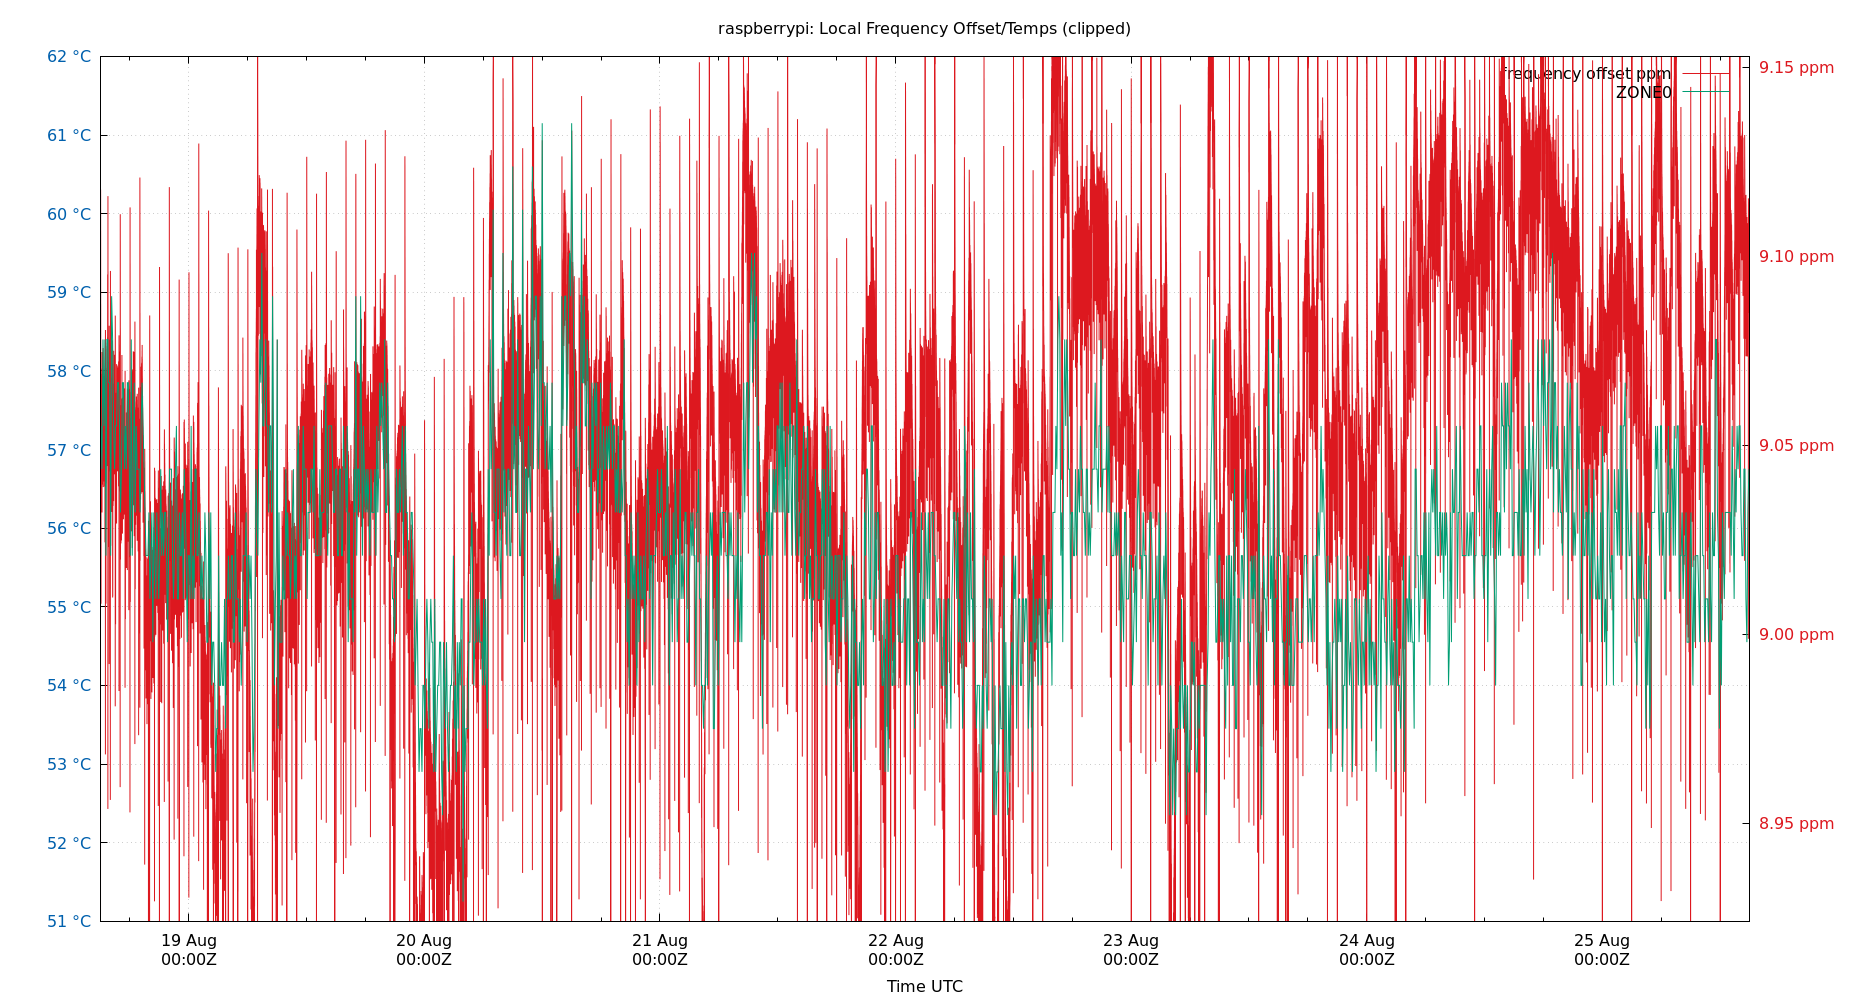 raspberrypi: Local Frequency Offset/Temps (clipped)
62 °C
61 °C
60 °C
59 °C
58 °C
57 °C
56 °C
55 °C
54 °C
53 °C
52 °C
51 °C
frequency offset ppm
ZONE0
9.15 ppm
9.10 ppm
9.05 ppm
9.00 ppm
8.95 ppm
19 Aug
00:00Z
20 Aug
00:00Z
21 Aug
00:00Z
22 Aug
00:00Z
23 Aug
00:00Z
24 Aug
00:00Z
25 Aug
00:00Z
Time UTC